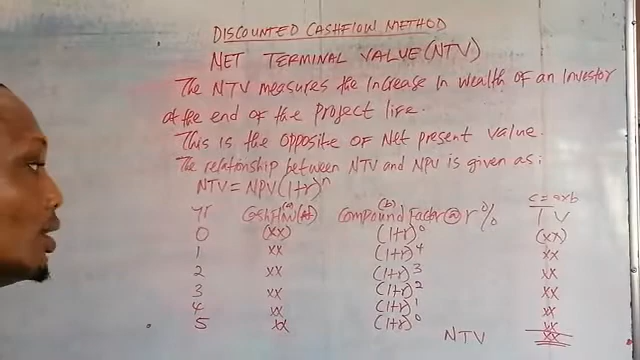 DISCOUNTED CASHFLOW METHOD
NET TERMINAL VALUE (NTV)
The NTV measures the increase in wealth of an investor
at the end of the project life.
This is the opposite of Net present value.
The relationship between NTV and NPV is given as:
NTV = NPV(1+r)ⁿ
yr Cashflow(A₵) (a) Compound Factor @ r% (b) c = axb TV
0 (xx) (1+r)⁰ (xx)
1 xx (1+r)⁴ xx
2 xx (1+r)³ xx
3 xx (1+r)² xx
4 xx (1+r)¹ xx
5 xx (1+r)⁰ xx
NTV xx